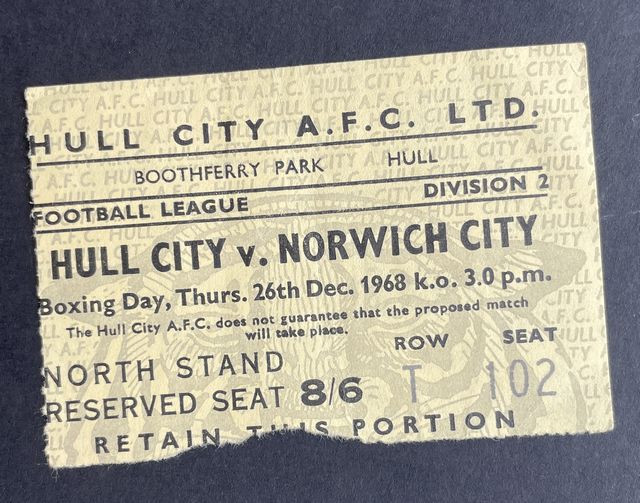 HULL CITY A.F.C. LTD.
BOOTHFERRY PARK HULL
FOOTBALL LEAGUE DIVISION 2
HULL CITY v. NORWICH CITY
Boxing Day, Thurs. 26th Dec. 1968 k.o. 3.0 p.m.
The Hull City A.F.C. does not guarantee that the proposed match
will take place.
ROW SEAT
NORTH STAND
T 102
RESERVED SEAT 8/6
RETAIN THIS PORTION